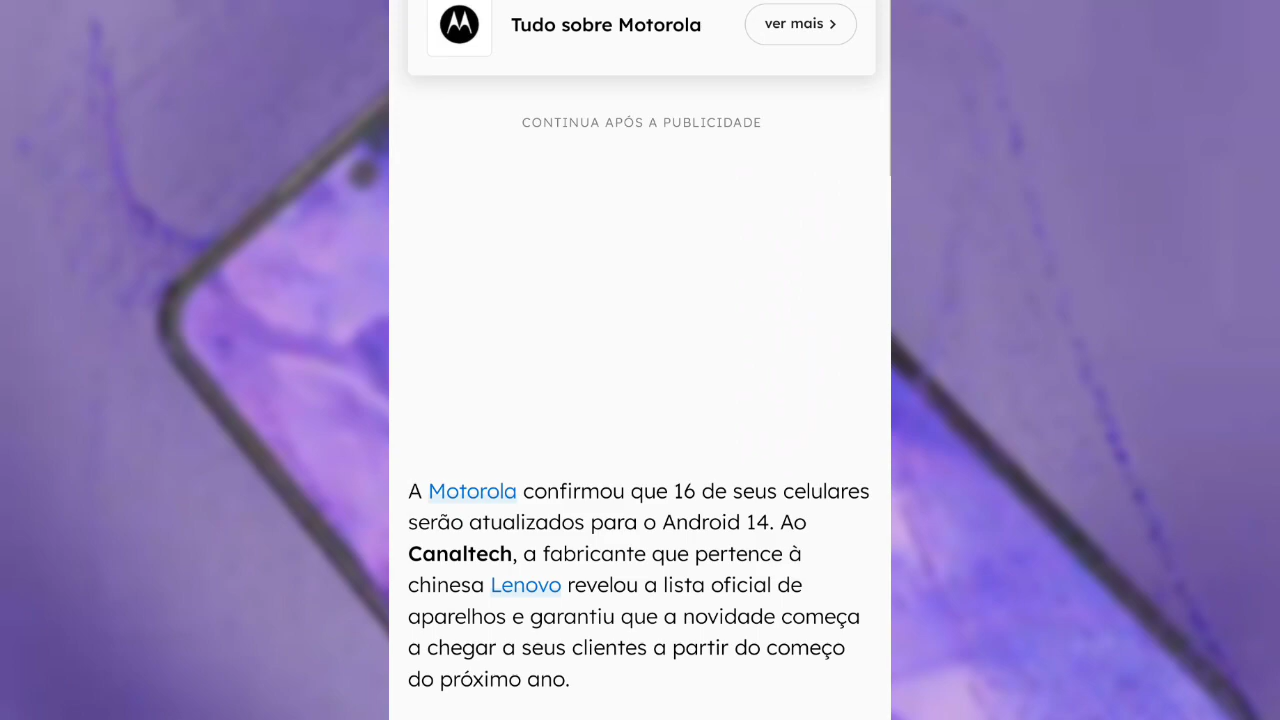 Tudo sobre Motorola
ver mais >
CONTINUA APÓS A PUBLICIDADE
A Motorola confirmou que 16 de seus celulares
serão atualizados para o Android 14. Ao
Canaltech, a fabricante que pertence à
chinesa Lenovo revelou a lista oficial de
aparelhos e garantiu que a novidade começa
a chegar a seus clientes a partir do começo
do próximo ano.